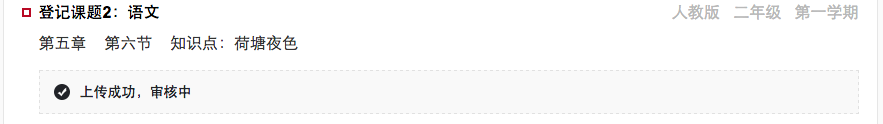 登记课题2：语文 人教版 二年级 第一学期
第五章 第六节 知识点：荷塘夜色
上传成功，审核中